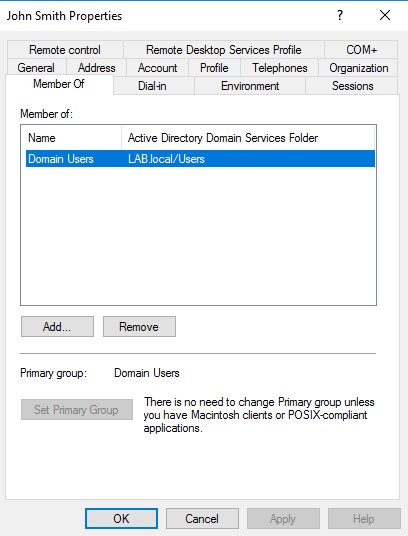 John Smith Properties
?
Remote control Remote Desktop Services Profile COM+
General Address Account Profile Telephones Organization
Member Of Dial-in Environment Sessions
Member of:
Name Active Directory Domain Services Folder
Domain Users LAB.local/Users
Add... Remove
Primary group: Domain Users
Set Primary Group There is no need to change Primary group unless
you have Macintosh clients or POSIX-compliant
applications.
OK Cancel Apply Help